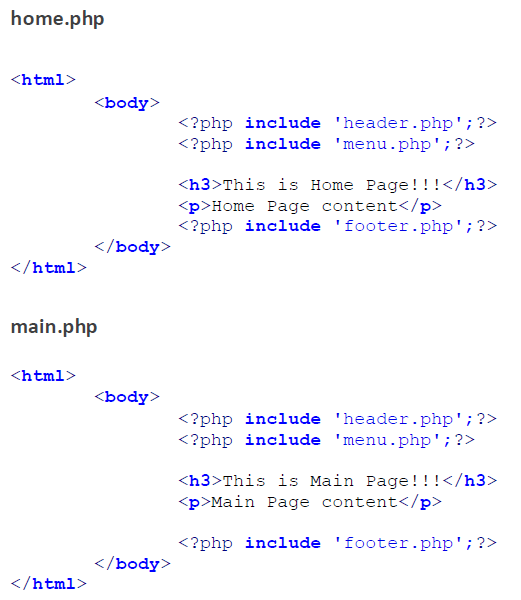 home.php
<html>
<body>
<?php include 'header.php';?>
<?php include 'menu.php';?>
<h3>This is Home Page!!!</h3>
<p>Home Page content</p>
<?php include 'footer.php';?>
</body>
</html>
main.php
<html>
<body>
<?php include 'header.php';?>
<?php include 'menu.php';?>
<h3>This is Main Page!!!</h3>
<p>Main Page content</p>
<?php include 'footer.php';?>
</body>
</html>